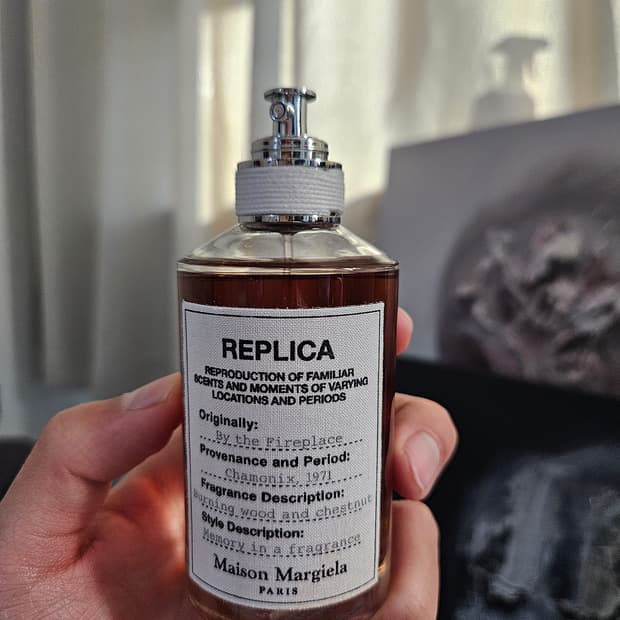 REPLICA
REPRODUCTION OF FAMILIAR
SCENTS AND MOMENTS OF VARYING
LOCATIONS AND PERIODS
Originally:
By the Fireplace
Provenance and Period:
Chamonix, 1971
Fragrance Description:
Burning wood and chestnut
Style Description:
Memory in a fragrance
Maison Margiela
PARIS